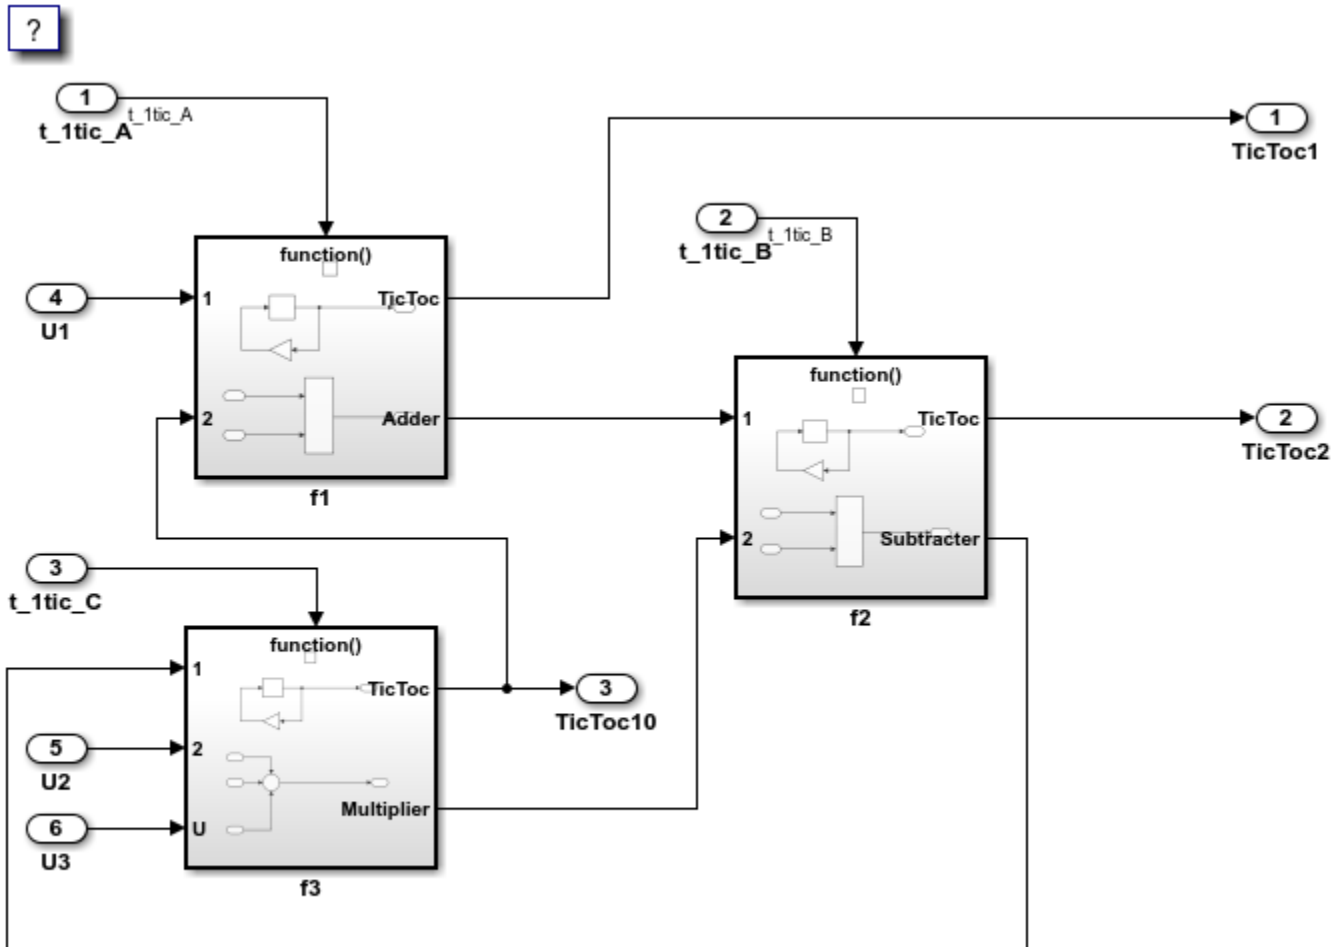 ?
1
t_1tic_A
t_1tic_A
1
TicToc1
2
t_1tic_B
t_1tic_B
function()
4
U1
1
TicToc
2
Adder
f1
function()
1
TicToc
2
TicToc2
2
Subtracter
f2
3
t_1tic_C
function()
1
TicToc
3
TicToc10
5
U2
2
6
U3
U
Multiplier
f3